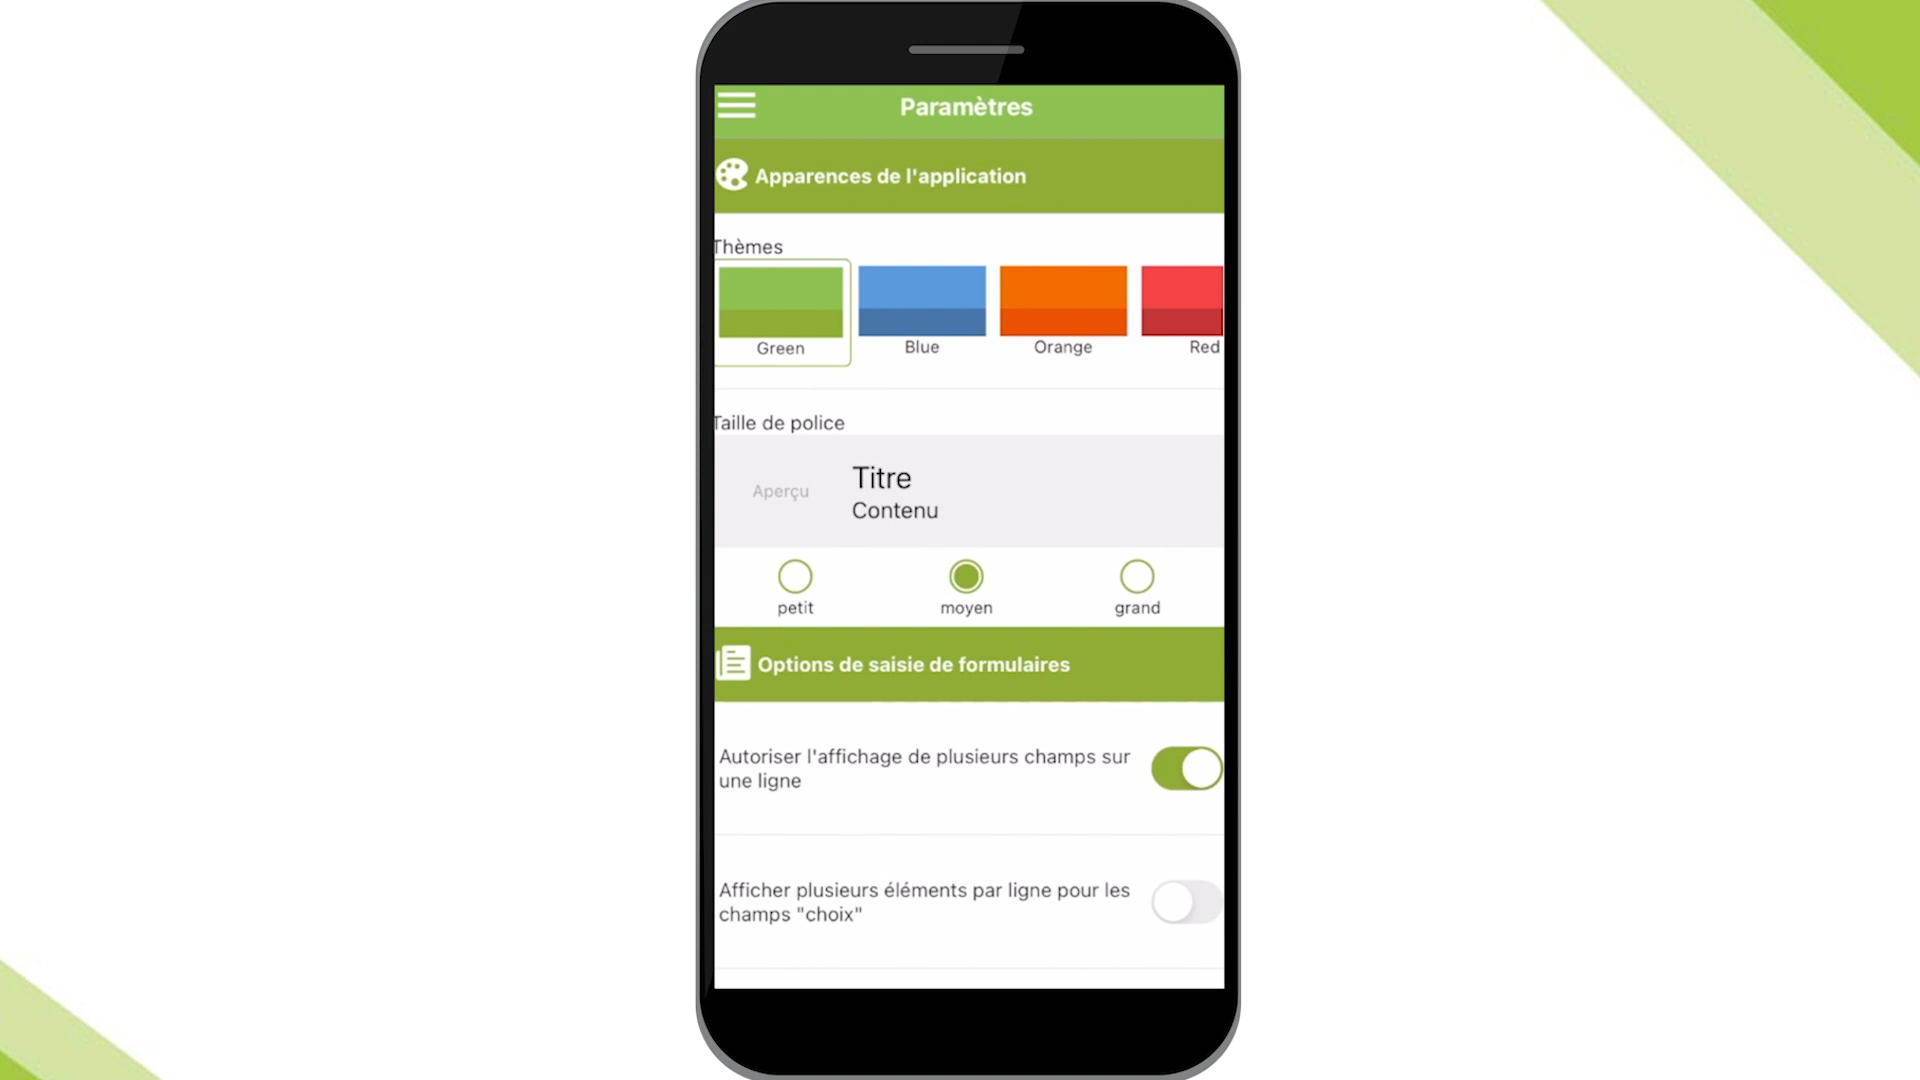 Paramètres
Apparences de l'application
Thèmes
Green
Blue
Orange
Red
Taille de police
Aperçu
Titre
Contenu
petit
moyen
grand
Options de saisie de formulaires
Autoriser l'affichage de plusieurs champs sur
une ligne
Afficher plusieurs éléments par ligne pour les
champs "choix"